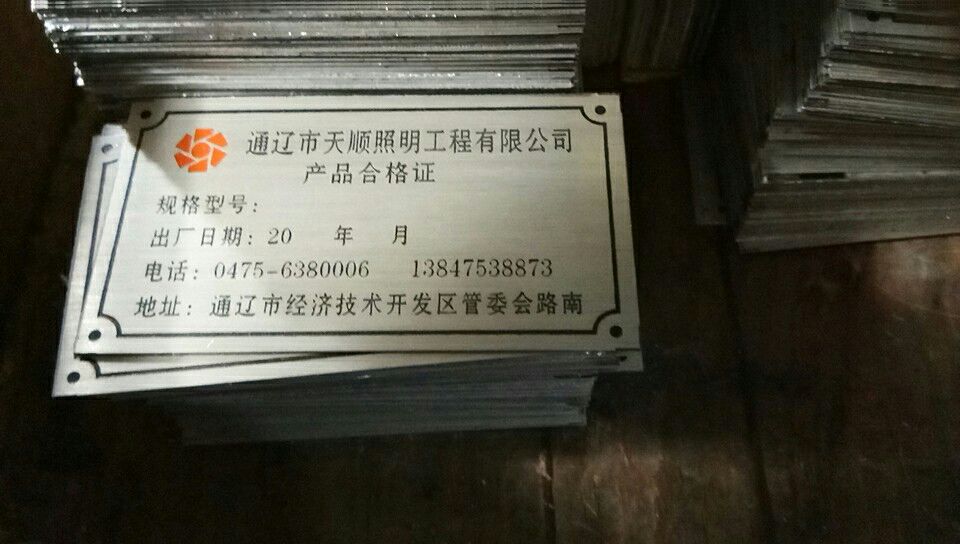 通辽市天顺照明工程有限公司
产品合格证
规格型号:
出厂日期: 20 年 月
电话: 0475-6380006 13847538873
地址: 通辽市经济技术开发区管委会路南